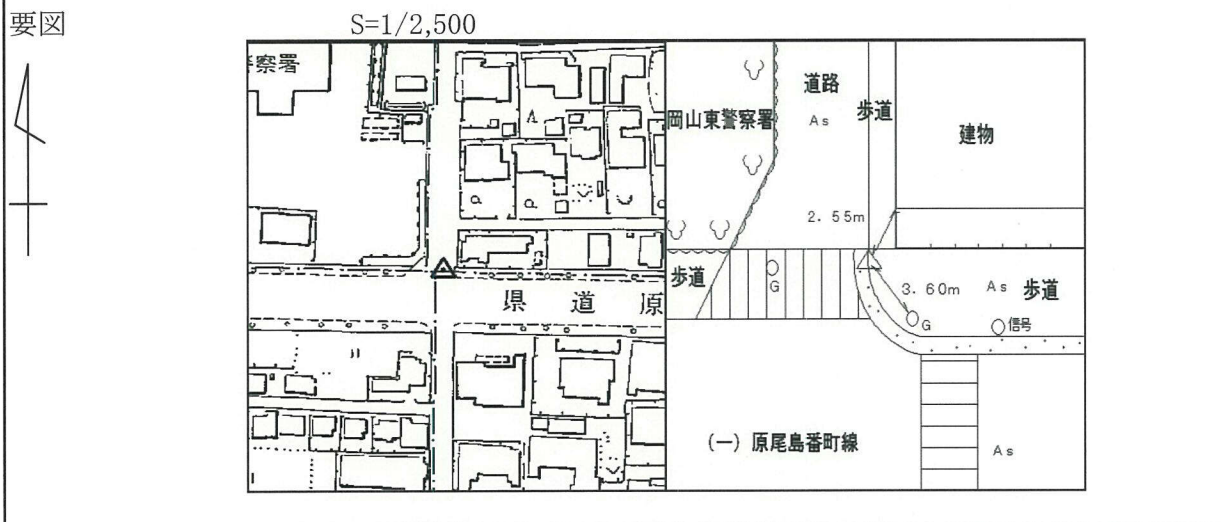 要図
S=1/2,500
警察署
県道原
岡山東警察署
道路
As
歩道
建物
2.55m
歩道
G
3.60m
As
歩道
G
信号
(一)原尾島番町線
As